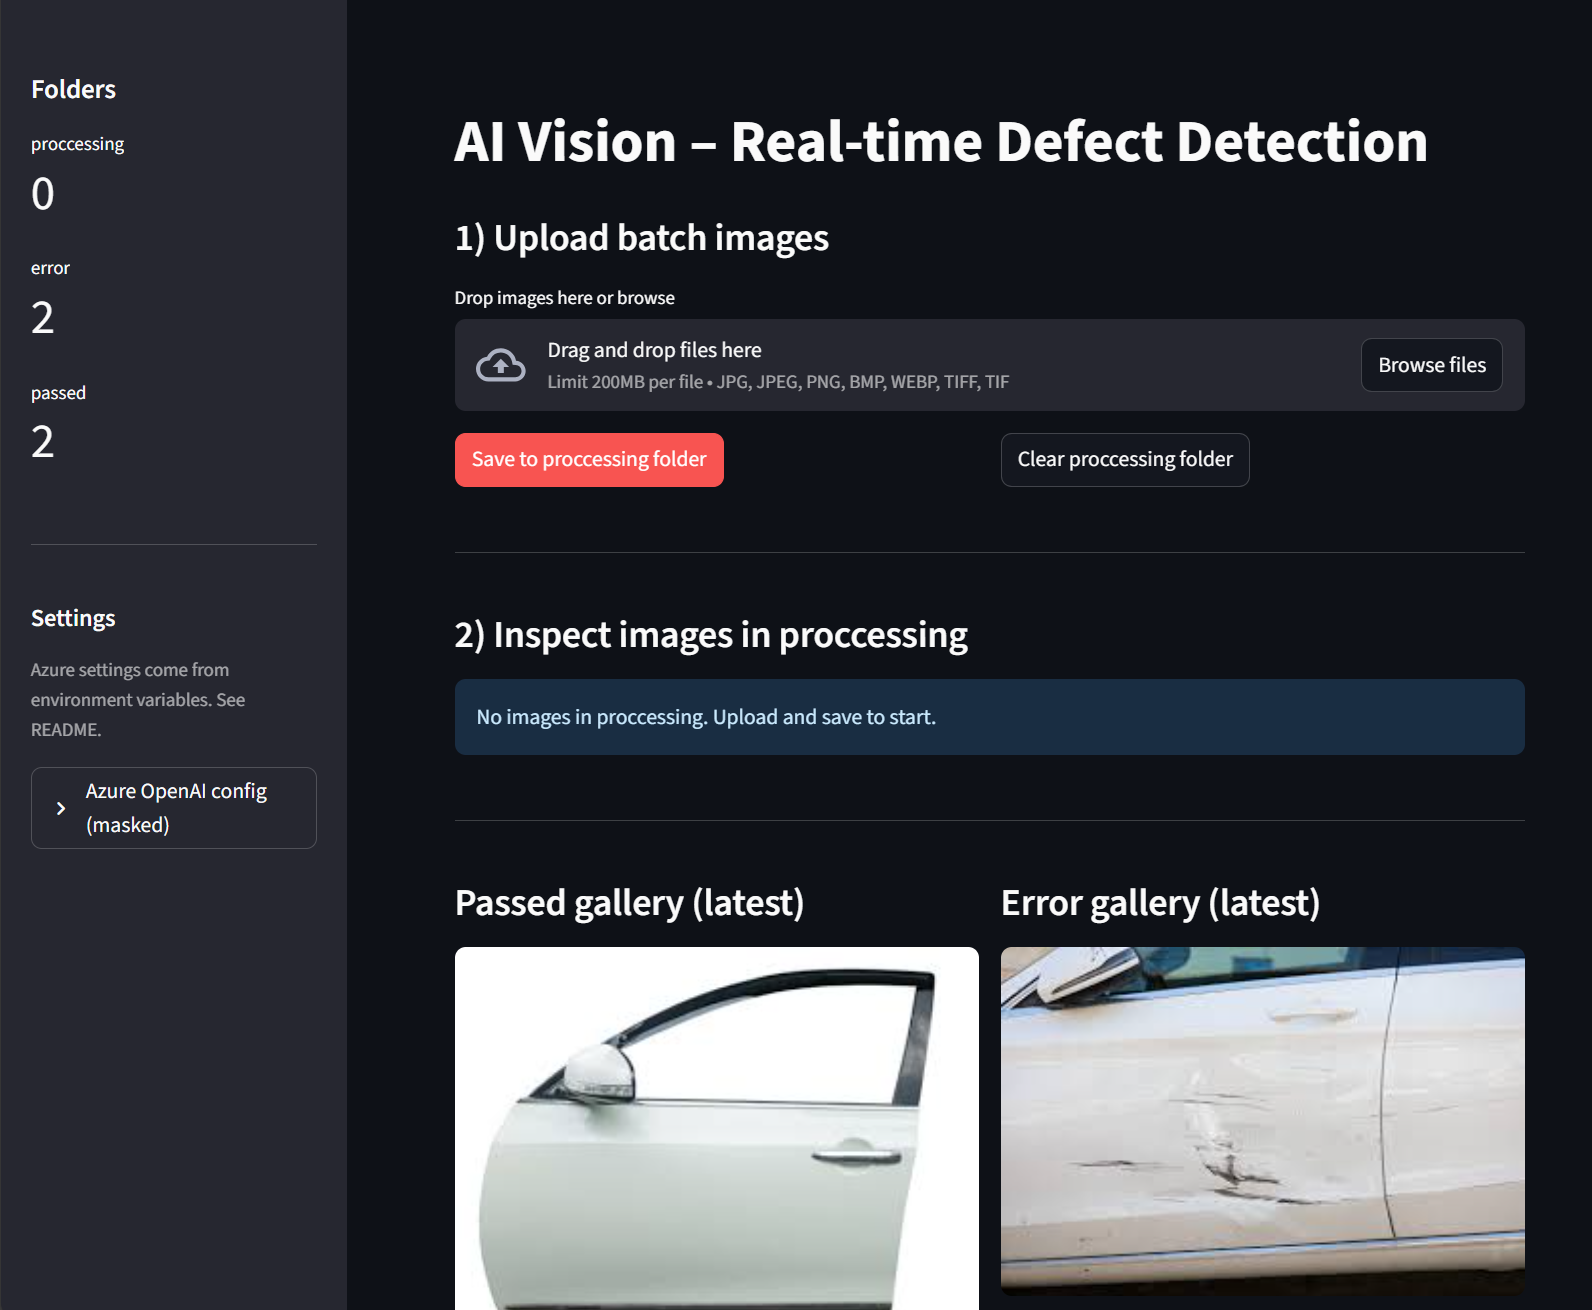 Folders
proccessing
0
error
2
passed
2
Settings
Azure settings come from
environment variables. See
README.
Azure OpenAI config
(masked)
AI Vision – Real-time Defect Detection
1) Upload batch images
Drop images here or browse
Drag and drop files here
Limit 200MB per file • JPG, JPEG, PNG, BMP, WEBP, TIFF, TIF
Browse files
Save to proccessing folder
Clear proccessing folder
2) Inspect images in proccessing
No images in proccessing. Upload and save to start.
Passed gallery (latest)
Error gallery (latest)